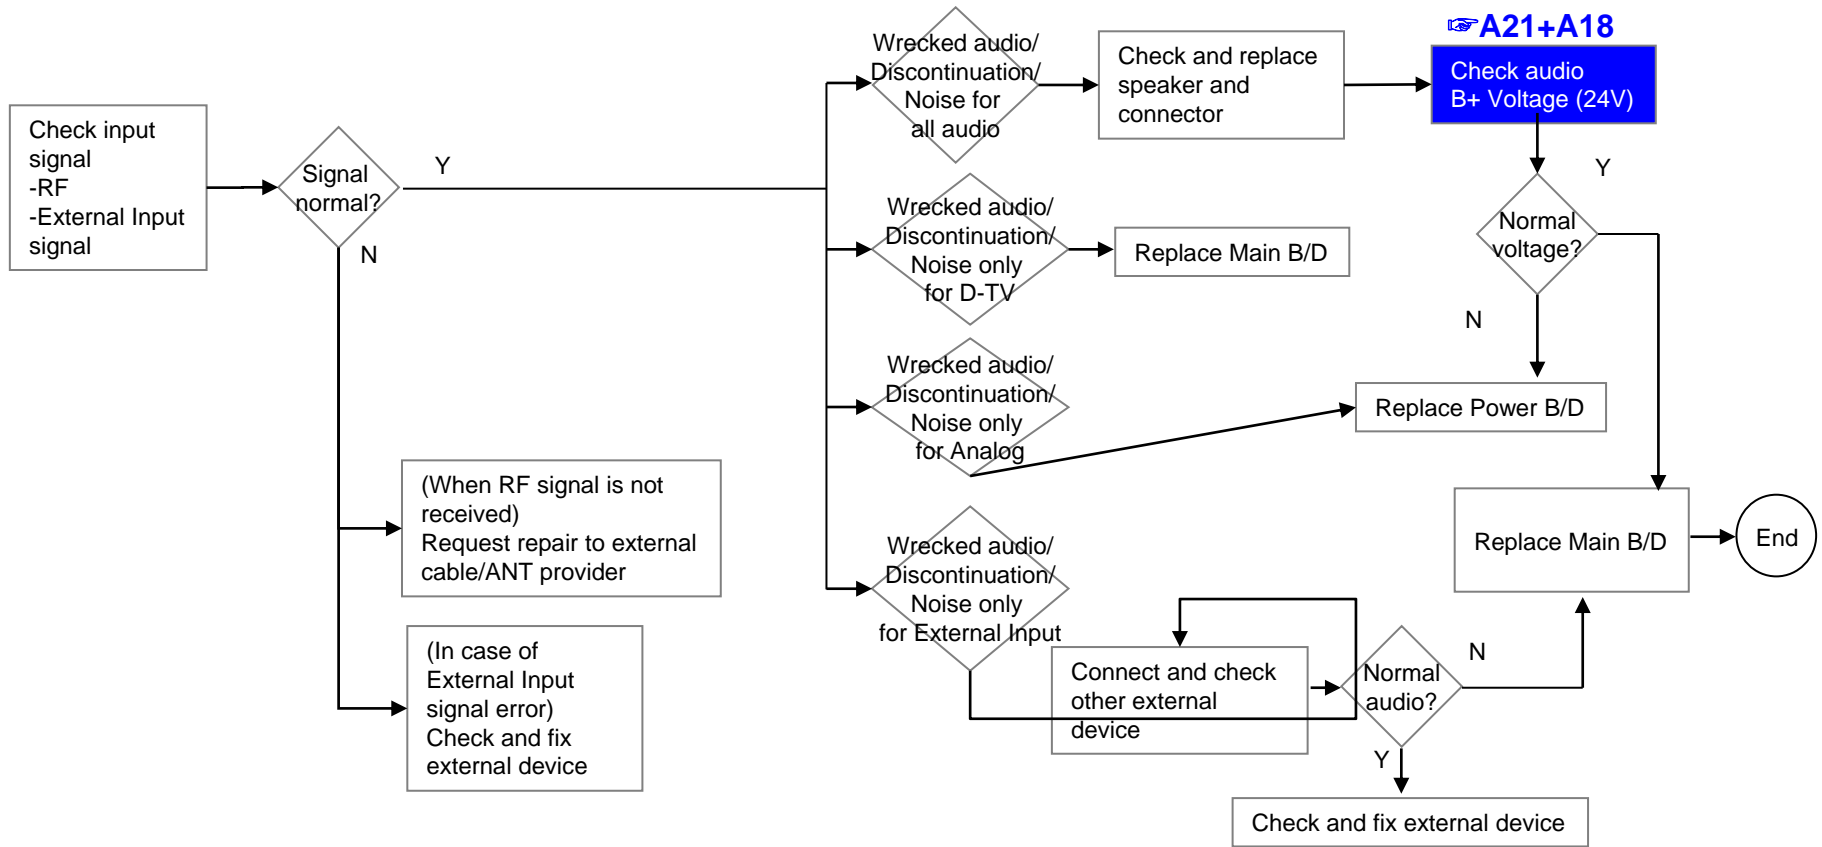 ☞A21+A18
Check input
signal
-RF
-External Input
signal
Signal
normal?
Y
N
(When RF signal is not
received)
Request repair to external
cable/ANT provider
(In case of
External Input
signal error)
Check and fix
external device
Wrecked audio/
Discontinuation/
Noise for
all audio
Check and replace
speaker and
connector
Check audio
B+ Voltage (24V)
Y
Normal
voltage?
N
Wrecked audio/
Discontinuation/
Noise only
for D-TV
Replace Main B/D
Wrecked audio/
Discontinuation/
Noise only
for Analog
Replace Power B/D
Wrecked audio/
Discontinuation/
Noise only
for External Input
Connect and check
other external
device
Normal
audio?
N
Y
Replace Main B/D
End
Check and fix external device